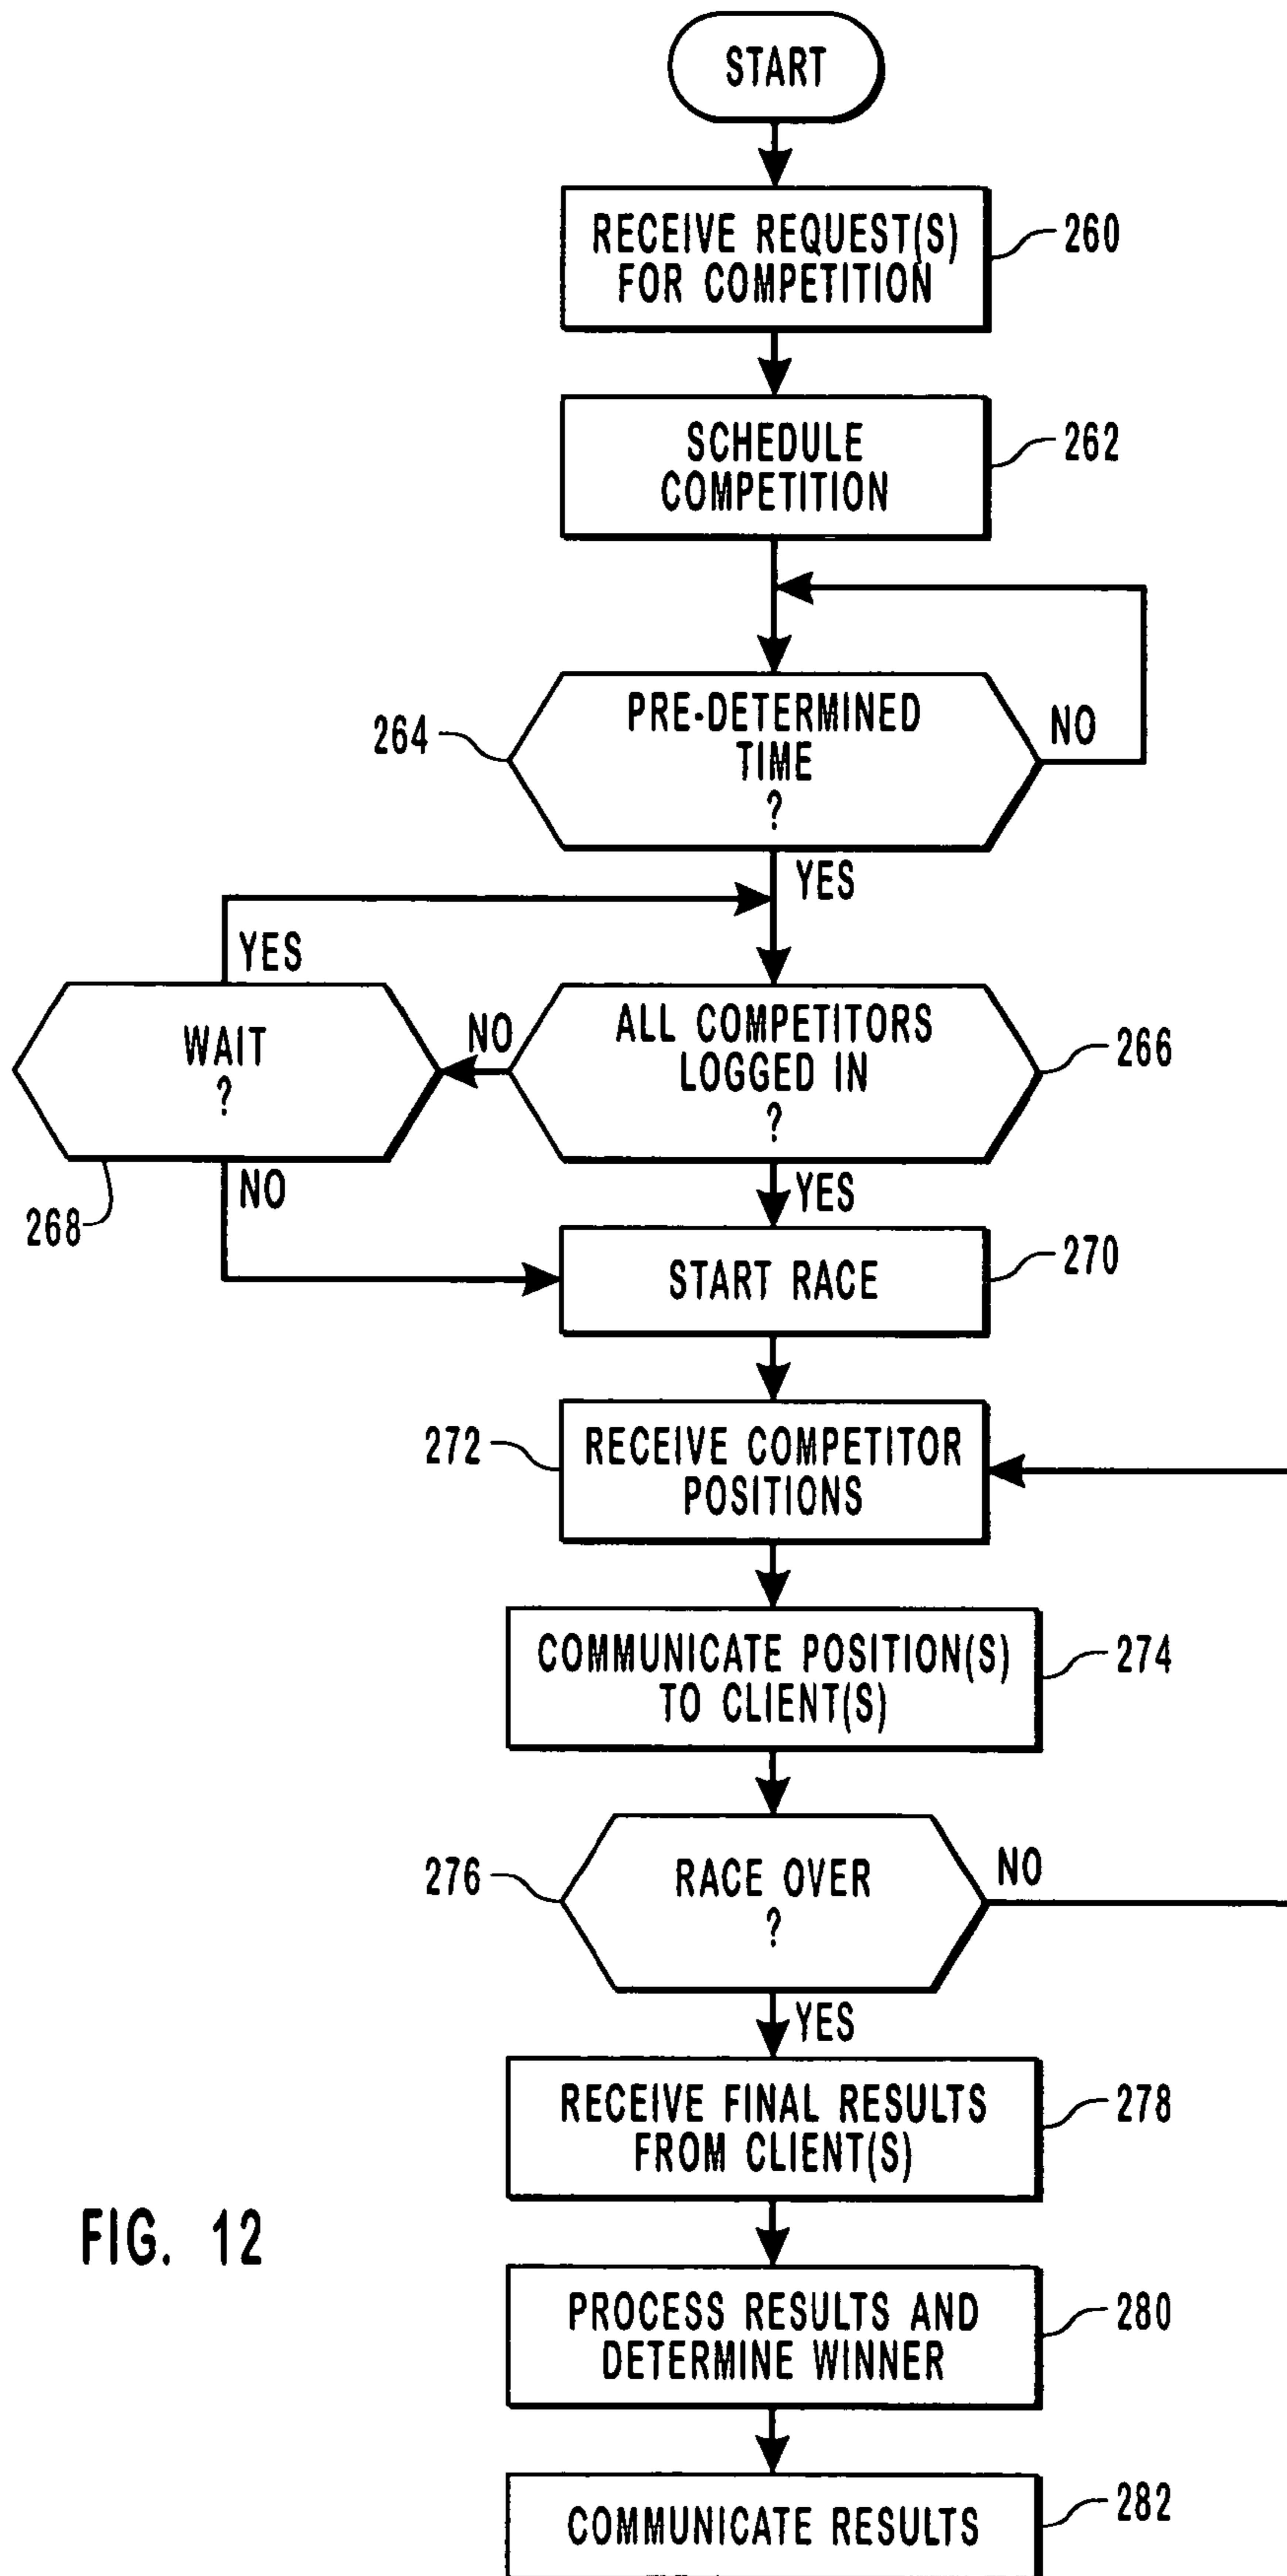 START
RECEIVE REQUEST(S)
FOR COMPETITION
260
SCHEDULE
COMPETITION
262
PRE-DETERMINED
TIME
?
264
NO
YES
YES
WAIT
?
NO
ALL COMPETITORS
LOGGED IN
?
266
268
NO
YES
START RACE
270
272
RECEIVE COMPETITOR
POSITIONS
COMMUNICATE POSITION(S)
TO CLIENT(S)
274
276
RACE OVER
?
NO
YES
RECEIVE FINAL RESULTS
FROM CLIENT(S)
278
FIG. 12
PROCESS RESULTS AND
DETERMINE WINNER
280
COMMUNICATE RESULTS
282